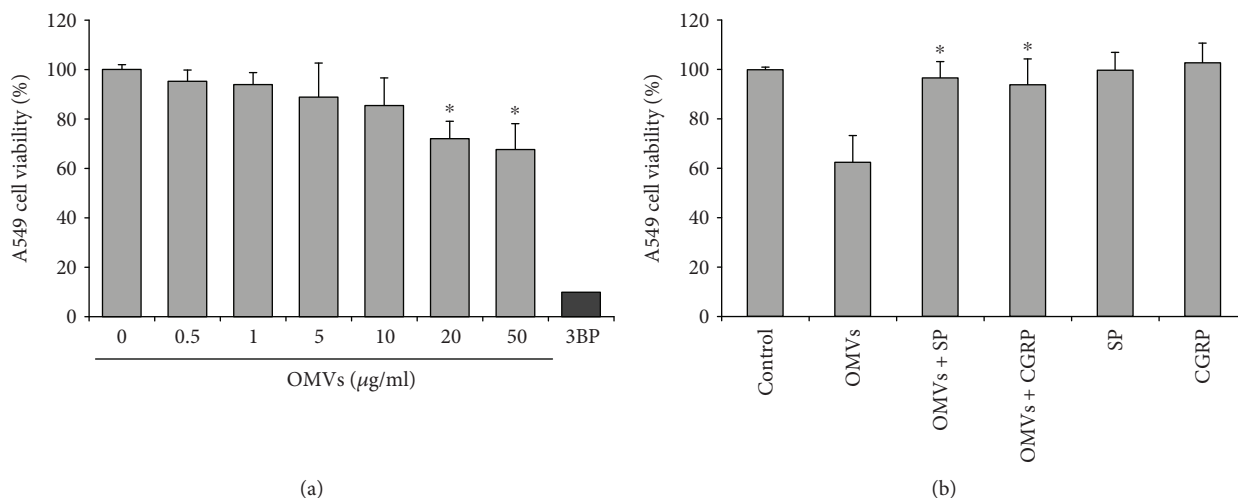 120
100
80
60
40
20
0
A549 cell viability (%)
* *
0 0.5 1 5 10 20 50 3BP
OMVs (μg/ml)
(a)
120
100
80
60
40
20
0
A549 cell viability (%)
* *
Control
OMVs
OMVs + SP
OMVs + CGRP
SP
CGRP
(b)